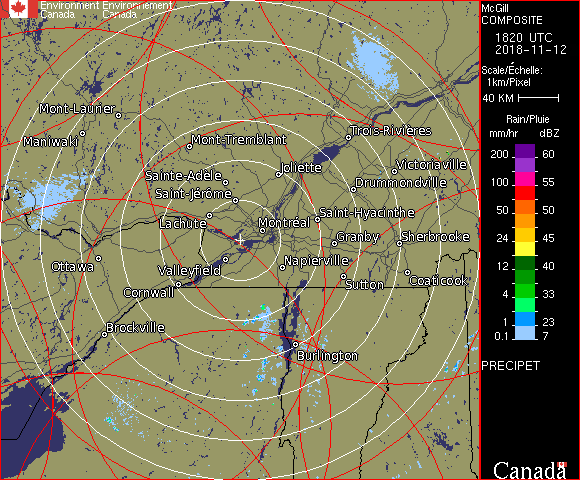 Environment Environnement
Canada Canada
McGill
COMPOSITE
1820 UTC
2018-11-12
Scale/Échelle:
1km/Pixel
40 KM
Rain/Pluie
mm/hr dBZ
200 60
100 55
50 50
24 45
12 40
4 33
1 23
0.1 7
PRECIPET
Canada
Mont-Laurier
Maniwaki
Mont-Tremblant
Trois-Rivières
Joliette
Victoriaville
Sainte-Adèle
Drummondville
Saint-Jérôme
Saint-Hyacinthe
Lachute
Montréal
Granby
Sherbrooke
Ottawa
Valleyfield
Napierville
Coaticook
Sutton
Cornwall
Brockville
Burlington